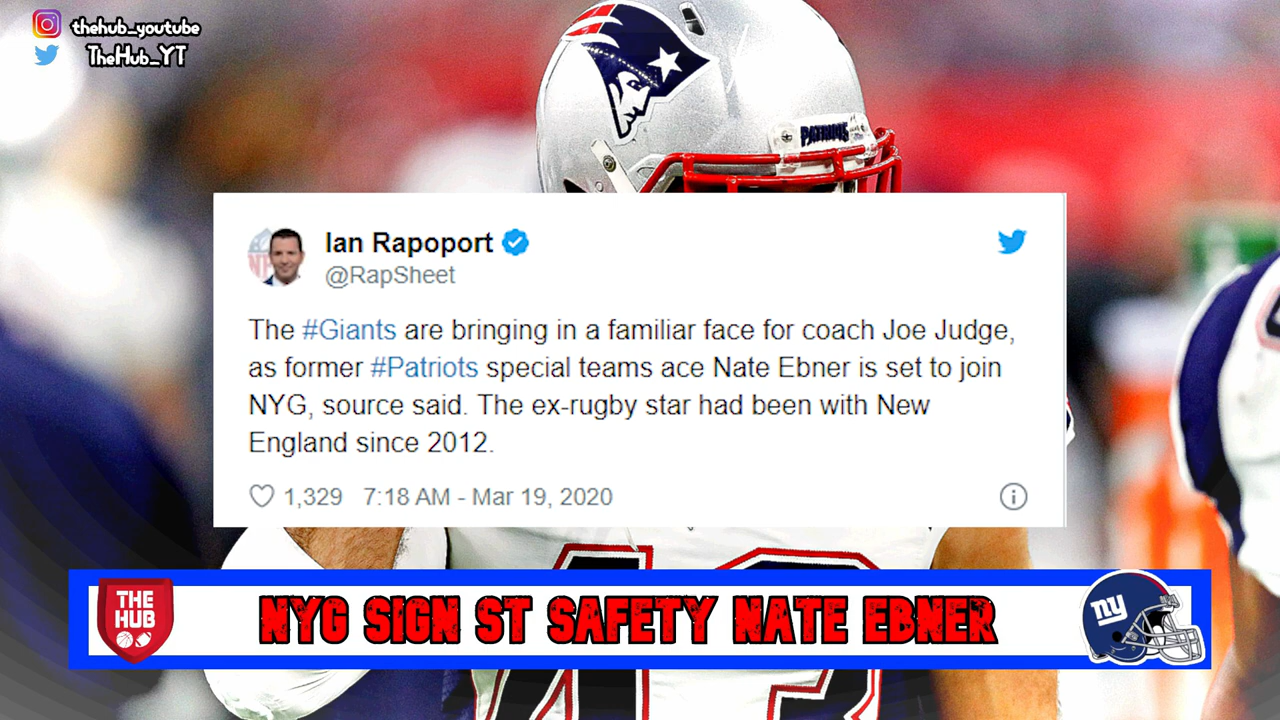 thehub_youtube
TheHub_YT
PATRIOTS
Ian Rapoport
@RapSheet
The #Giants are bringing in a familiar face for coach Joe Judge,
as former #Patriots special teams ace Nate Ebner is set to join
NYG, source said. The ex-rugby star had been with New
England since 2012.
1,329 7:18 AM - Mar 19, 2020
THE
HUB
NYG SIGN ST SAFETY NATE EBNER
ny
43